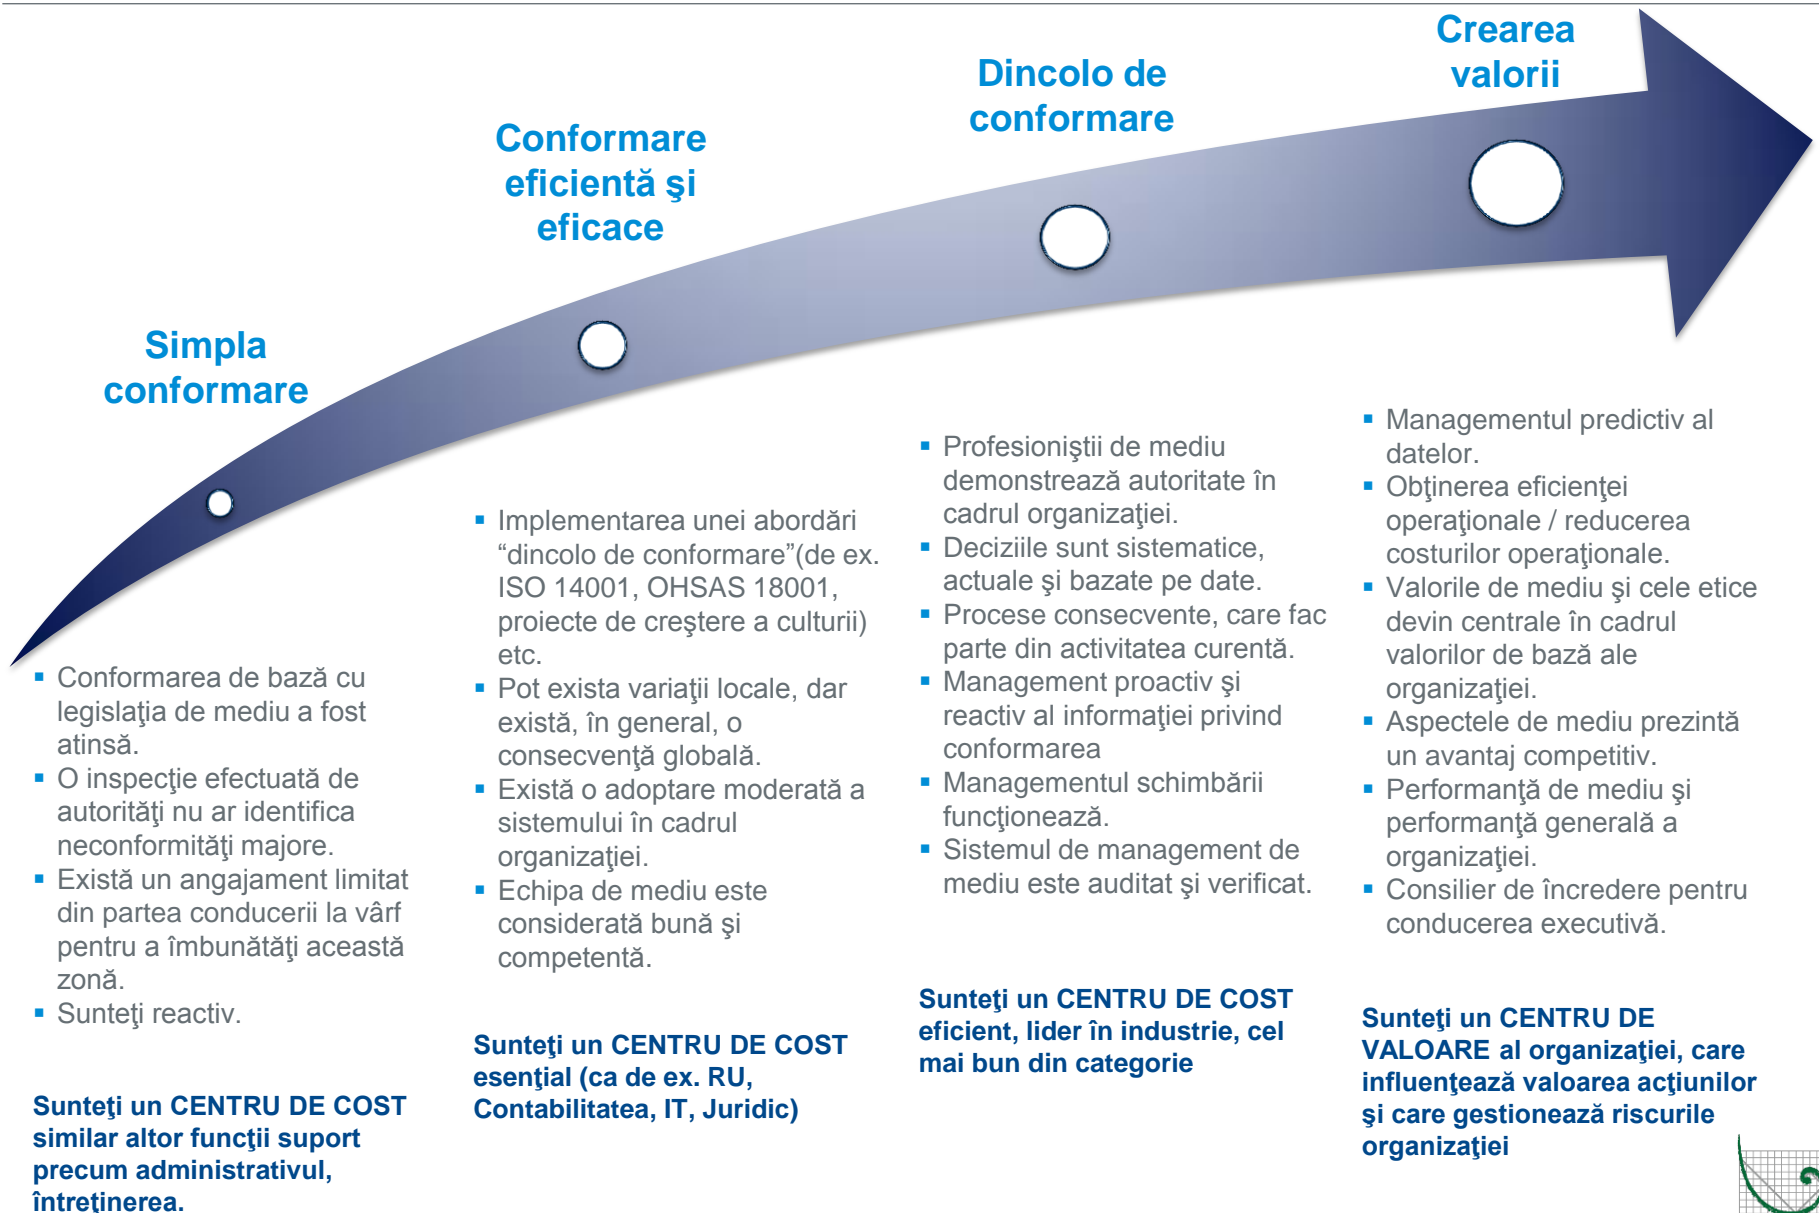 Simpla
conformare
▪ Conformarea de bază cu
legislaţia de mediu a fost
atinsă.
▪ O inspecţie efectuată de
autorităţi nu ar identifica
neconformităţi majore.
▪ Există un angajament limitat
din partea conducerii la vârf
pentru a îmbunătăţi această
zonă.
▪ Sunteţi reactiv.
Sunteţi un CENTRU DE COST
similar altor funcţii suport
precum administrativul,
întreţinerea.
Conformare
eficientă şi
eficace
▪ Implementarea unei abordări
“dincolo de conformare”(de ex.
ISO 14001, OHSAS 18001,
proiecte de creştere a culturii)
etc.
▪ Pot exista variaţii locale, dar
există, în general, o
consecvenţă globală.
▪ Există o adoptare moderată a
sistemului în cadrul
organizaţiei.
▪ Echipa de mediu este
considerată bună şi
competentă.
Sunteţi un CENTRU DE COST
esenţial (ca de ex. RU,
Contabilitatea, IT, Juridic)
Dincolo de
conformare
▪ Profesioniştii de mediu
demonstrează autoritate în
cadrul organizaţiei.
▪ Deciziile sunt sistematice,
actuale şi bazate pe date.
▪ Procese consecvente, care fac
parte din activitatea curentă.
▪ Management proactiv şi
reactiv al informaţiei privind
conformarea
▪ Managementul schimbării
funcţionează.
▪ Sistemul de management de
mediu este auditat şi verificat.
Sunteţi un CENTRU DE COST
eficient, lider în industrie, cel
mai bun din categorie
Crearea
valorii
▪ Managementul predictiv al
datelor.
▪ Obţinerea eficienţei
operaţionale / reducerea
costurilor operaţionale.
▪ Valorile de mediu şi cele etice
devin centrale în cadrul
valorilor de bază ale
organizaţiei.
▪ Aspectele de mediu prezintă
un avantaj competitiv.
▪ Performanţă de mediu şi
performanţă generală a
organizaţiei.
▪ Consilier de încredere pentru
conducerea executivă.
Sunteţi un CENTRU DE
VALOARE al organizaţiei, care
influenţează valoarea acţiunilor
şi care gestionează riscurile
organizaţiei